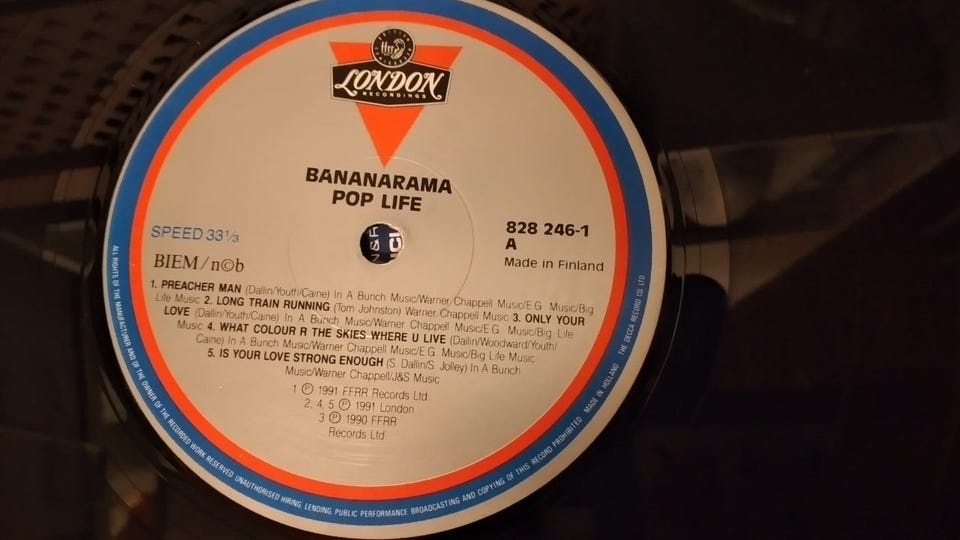 ffrr
LONDON
RECORDINGS
BANANARAMA
POP LIFE
828 246-1
A
Made in Finland
SPEED 33⅓
BIEM/n©b
1. PREACHER MAN (Dallin/Youth/Caine) In A Bunch Music/Warner Chappell Music/E.G. Music/Big
Life Music 2. LONG TRAIN RUNNING (Tom Johnston) Warner Chappell Music 3. ONLY YOUR
LOVE (Dallin/Youth/Caine) In A Bunch Music/Warner Chappell Music/E.G. Music/Big Life
Music 4. WHAT COLOUR R THE SKIES WHERE U LIVE (Dallin/Woodward/Youth/
Caine) In A Bunch Music/Warner Chappell Music/E.G. Music/Big Life Music
5. IS YOUR LOVE STRONG ENOUGH (S. Dallin/S. Jolley) In A Bunch
Music/Warner Chappell/J&S Music
1 ℗ 1991 FFRR Records Ltd
2, 4, 5 ℗ 1991 London
3 ℗ 1990 FFRR
Records Ltd
ALL RIGHTS OF THE MANUFACTURER AND OF THE OWNER OF THE RECORDED WORK RESERVED UNAUTHORISED HIRING, LENDING, PUBLIC PERFORMANCE BROADCASTING AND COPYING OF THIS RECORD PROHIBITED MADE IN HOLLAND THE DECCA RECORD CO. LTD